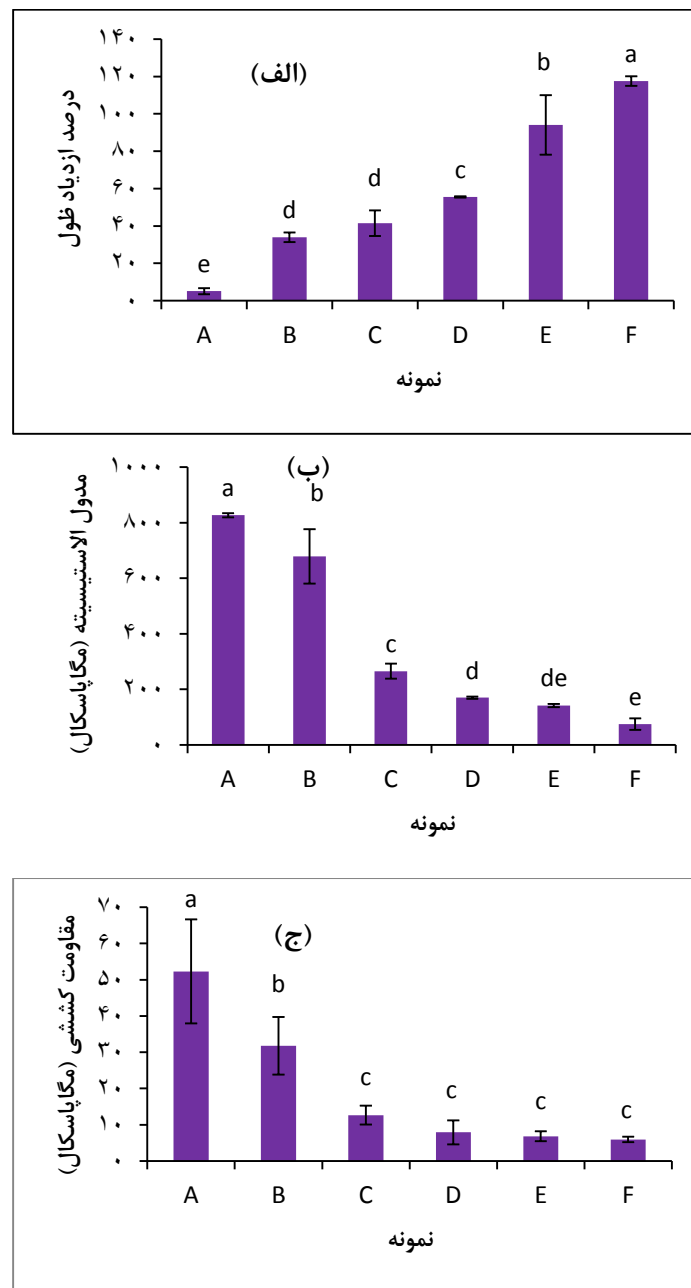 (الف)
درصد ازدیاد ظول
۱۴۰
۱۲۰
۱۰۰
۸۰
۶۰
۴۰
۲۰
۰
e
d
d
c
b
a
A B C D E F
نمونه
(ب)
مدول الاستیسیته (مگاپاسکال)
۱۰۰۰
۸۰۰
۶۰۰
۴۰۰
۲۰۰
۰
a
b
c
d
de
e
A B C D E F
نمونه
(ج)
مقاومت کششی (مگاپاسکال)
۷۰
۶۰
۵۰
۴۰
۳۰
۲۰
۱۰
۰
a
b
c
c
c
c
A B C D E F
نمونه